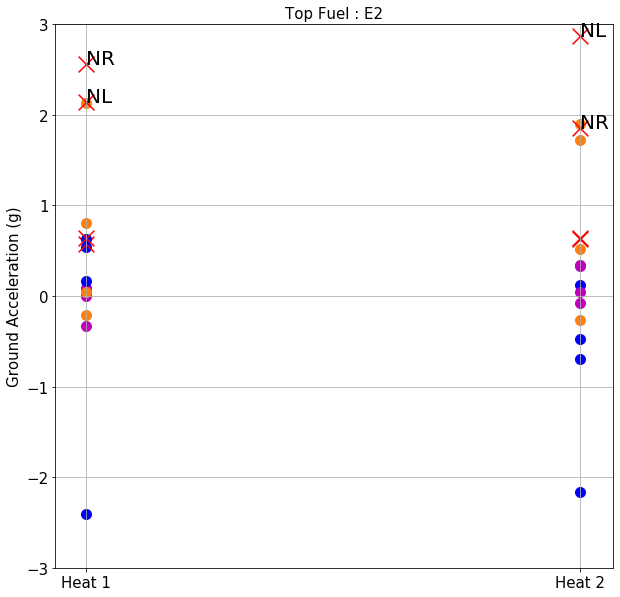 Top Fuel : E2
Ground Acceleration (g)
3
2
1
0
−1
−2
−3
NR
NL
NL
NR
Heat 1
Heat 2